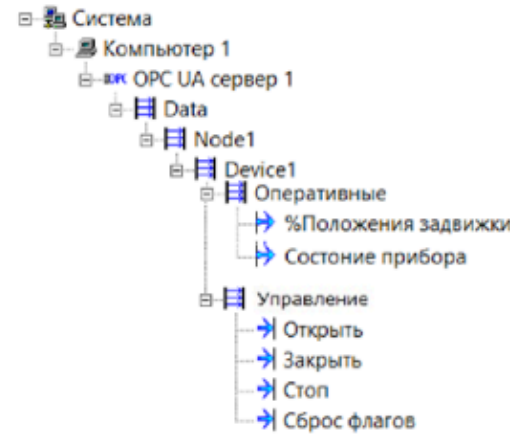 Система
Компьютер 1
OPC OPC UA сервер 1
Data
Node1
Device1
Оперативные
%Положения задвижки
Состоние прибора
Управление
Открыть
Закрыть
Стоп
Сброс флагов